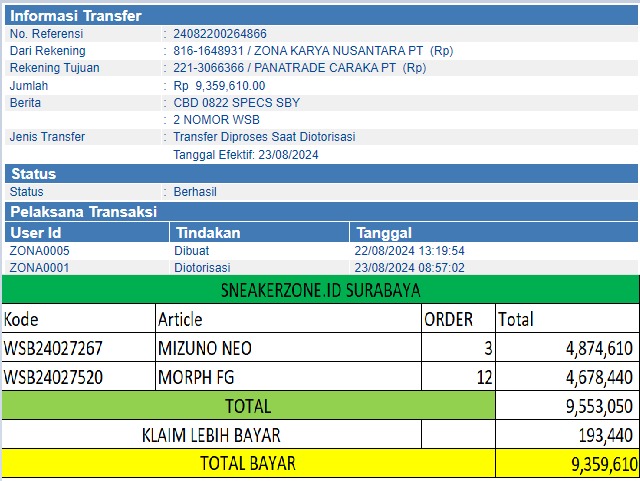 Informasi Transfer
No. Referensi : 24082200264866
Dari Rekening : 816-1648931 / ZONA KARYA NUSANTARA PT (Rp)
Rekening Tujuan : 221-3066366 / PANATRADE CARAKA PT (Rp)
Jumlah : Rp 9,359,610.00
Berita : CBD 0822 SPECS SBY
: 2 NOMOR WSB
Jenis Transfer : Transfer Diproses Saat Diotorisasi
Tanggal Efektif: 23/08/2024
Status
Status : Berhasil
Pelaksana Transaksi
User Id Tindakan Tanggal
ZONA0005 Dibuat 22/08/2024 13:19:54
ZONA0001 Diotorisasi 23/08/2024 08:57:02
SNEAKERZONE.ID SURABAYA
Kode Article ORDER Total
WSB24027267 MIZUNO NEO 3 4,874,610
WSB24027520 MORPH FG 12 4,678,440
TOTAL 9,553,050
KLAIM LEBIH BAYAR 193,440
TOTAL BAYAR 9,359,610